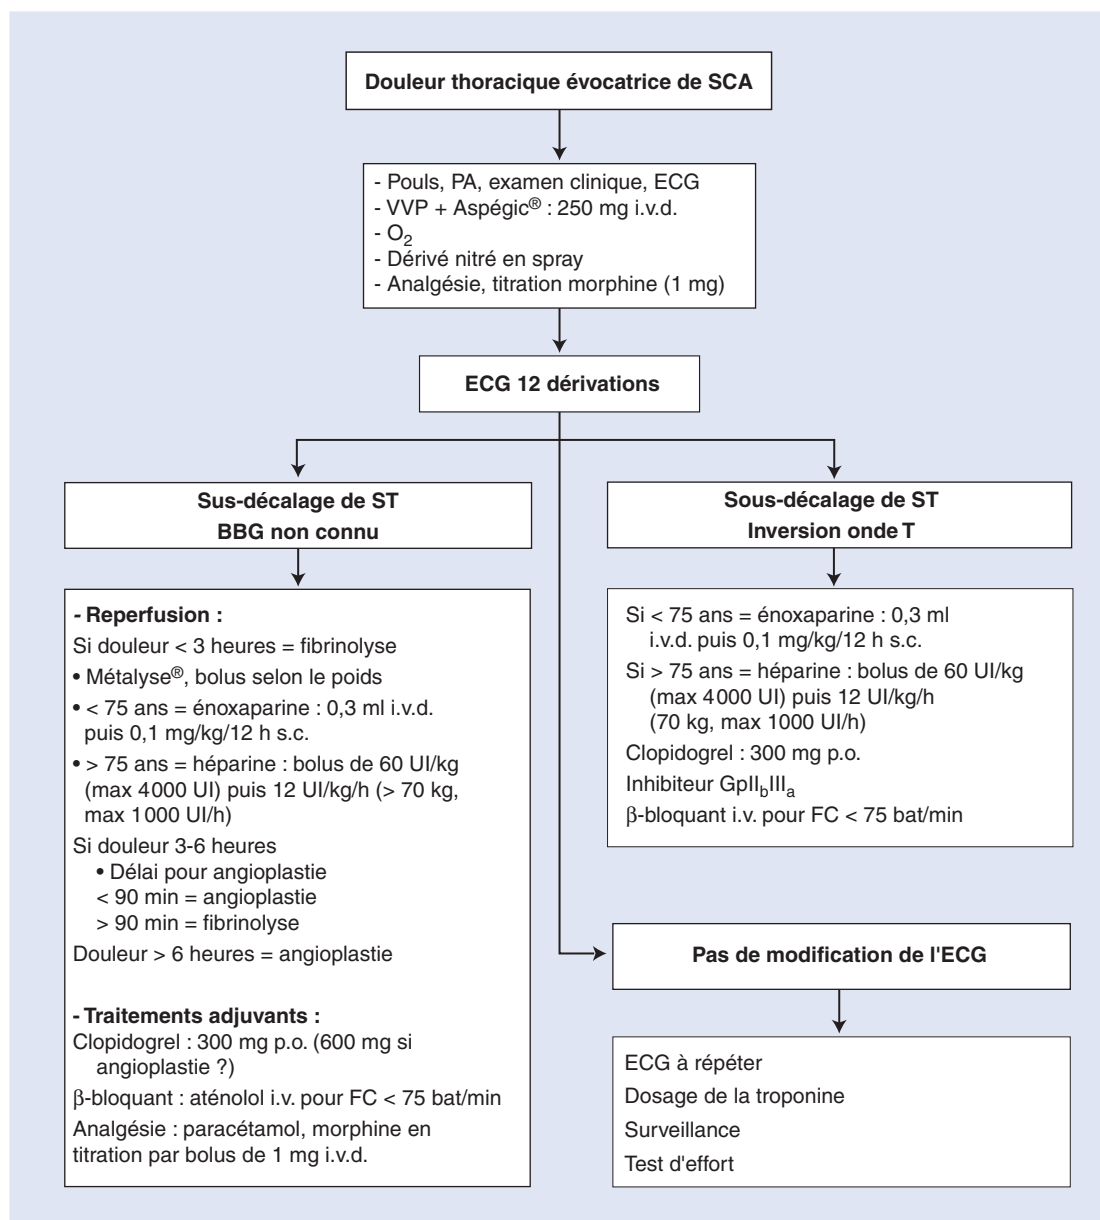 Douleur thoracique évocatrice de SCA
- Pouls, PA, examen clinique, ECG
- VVP + Aspégic® : 250 mg i.v.d.
- O₂
- Dérivé nitré en spray
- Analgésie, titration morphine (1 mg)
ECG 12 dérivations
Sus-décalage de ST
BBG non connu
- Reperfusion :
Si douleur < 3 heures = fibrinolyse
• Métalyse®, bolus selon le poids
• < 75 ans = énoxaparine : 0,3 ml i.v.d.
puis 0,1 mg/kg/12 h s.c.
• > 75 ans = héparine : bolus de 60 UI/kg
(max 4000 UI) puis 12 UI/kg/h (> 70 kg,
max 1000 UI/h)
Si douleur 3-6 heures
• Délai pour angioplastie
< 90 min = angioplastie
> 90 min = fibrinolyse
Douleur > 6 heures = angioplastie
- Traitements adjuvants :
Clopidogrel : 300 mg p.o. (600 mg si
angioplastie ?)
β-bloquant : aténolol i.v. pour FC < 75 bat/min
Analgésie : paracétamol, morphine en
titration par bolus de 1 mg i.v.d.
Sous-décalage de ST
Inversion onde T
Si < 75 ans = énoxaparine : 0,3 ml
i.v.d. puis 0,1 mg/kg/12 h s.c.
Si > 75 ans = héparine : bolus de 60 UI/kg
(max 4000 UI) puis 12 UI/kg/h
(70 kg, max 1000 UI/h)
Clopidogrel : 300 mg p.o.
Inhibiteur GpII_bIII_a
β-bloquant i.v. pour FC < 75 bat/min
Pas de modification de l'ECG
ECG à répéter
Dosage de la troponine
Surveillance
Test d'effort